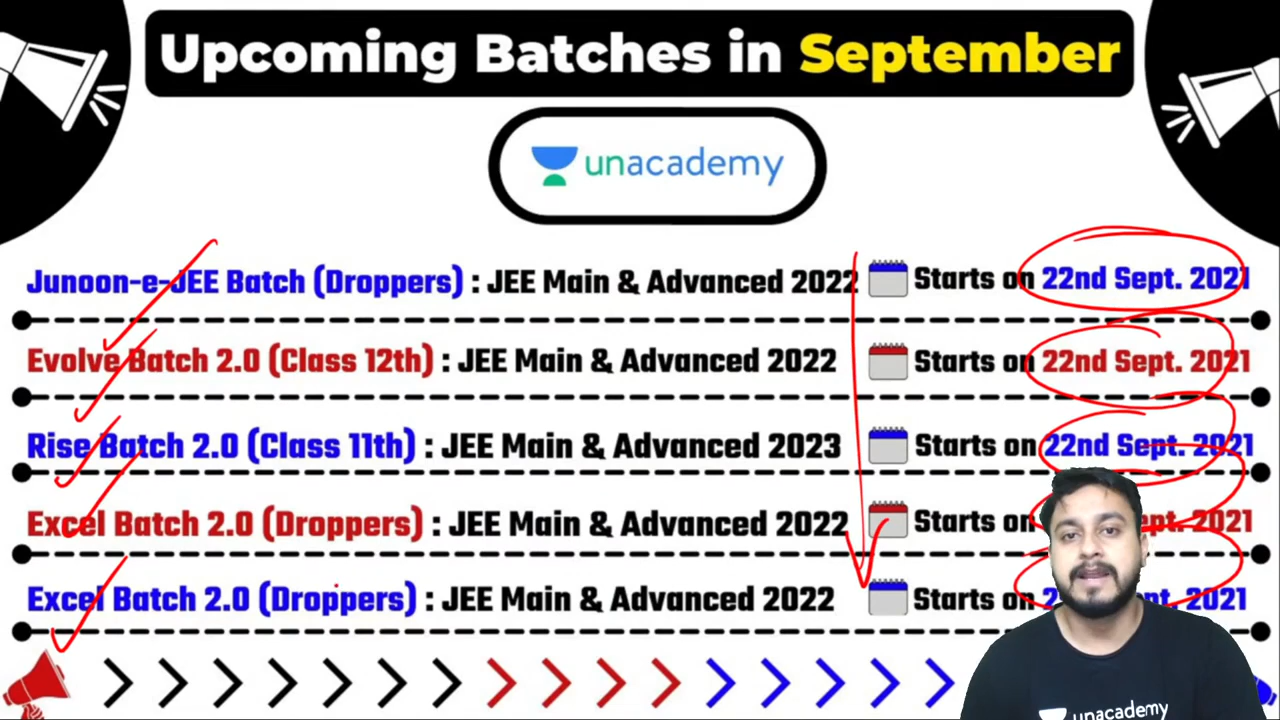 Upcoming Batches in September
unacademy
Junoon-e-JEE Batch (Droppers) : JEE Main & Advanced 2022 Starts on 22nd Sept. 2021
Evolve Batch 2.0 (Class 12th) : JEE Main & Advanced 2022 Starts on 22nd Sept. 2021
Rise Batch 2.0 (Class 11th) : JEE Main & Advanced 2023 Starts on 22nd Sept. 2021
Excel Batch 2.0 (Droppers) : JEE Main & Advanced 2022 Starts on Sept. 2021
Excel Batch 2.0 (Droppers) : JEE Main & Advanced 2022 Starts on 2021
unacademy